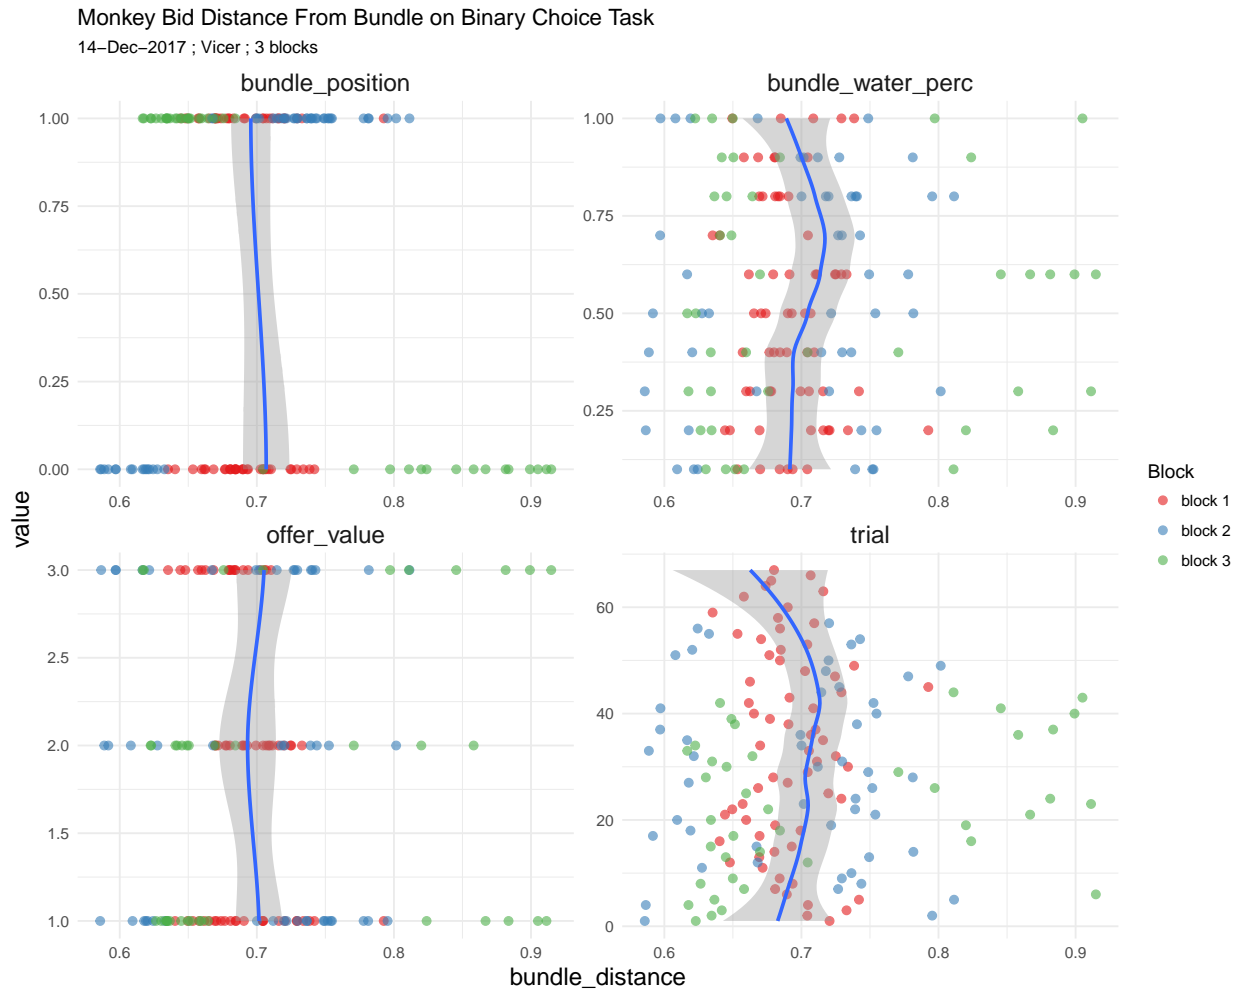 Monkey Bid Distance From Bundle on Binary Choice Task
14−Dec−2017 ; Vicer ; 3 blocks
bundle_position
bundle_water_perc
1.00
0.75
0.50
0.25
0.00
0.6 0.7 0.8 0.9
1.00
0.75
0.50
0.25
0.6 0.7 0.8 0.9
offer_value
trial
3.0
2.5
2.0
1.5
1.0
0.6 0.7 0.8 0.9
60
40
20
0
0.6 0.7 0.8 0.9
value
bundle_distance
Block
block 1
block 2
block 3